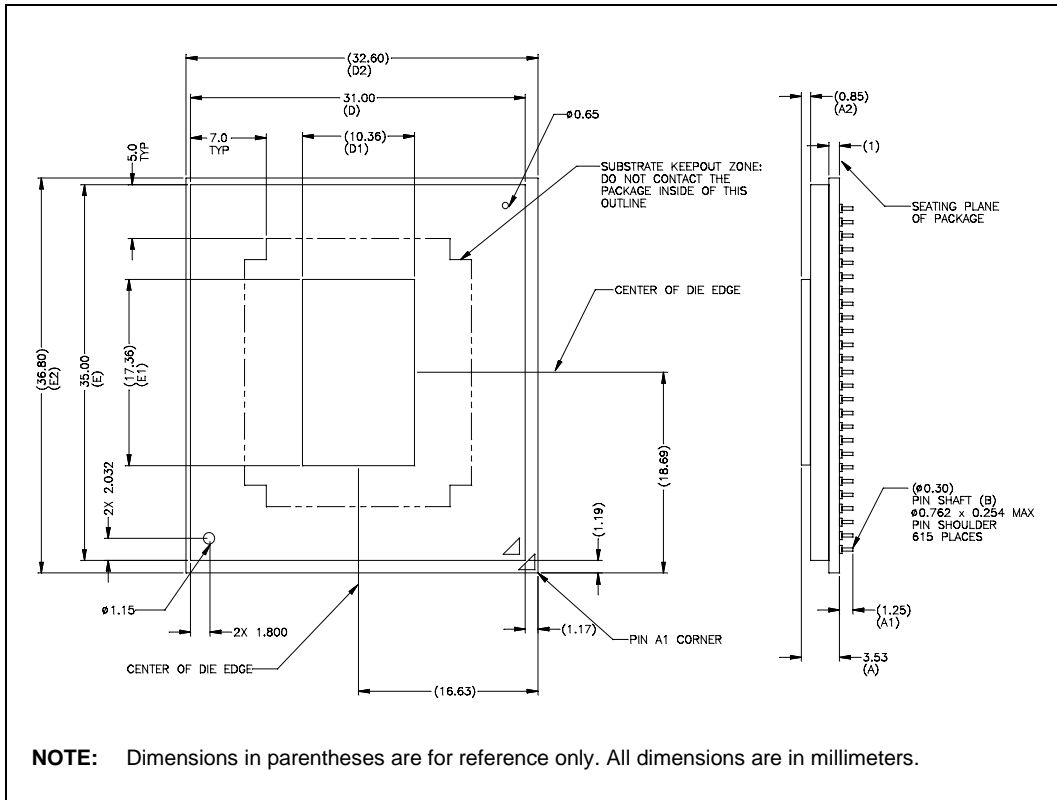 (32.60)
(D2)
31.00
(D)
7.0
TYP
(10.36)
(D1)
5.0
TYP
ø0.65
SUBSTRATE KEEPOUT ZONE:
DO NOT CONTACT THE
PACKAGE INSIDE OF THIS
OUTLINE
(0.85)
(A2)
(1)
SEATING PLANE
OF PACKAGE
CENTER OF DIE EDGE
(36.80)
(E2)
35.00
(E)
(17.36)
(E1)
(18.69)
2X 2.032
(1.19)
(ø0.30)
PIN SHAFT (B)
ø0.762 x 0.254 MAX
PIN SHOULDER
615 PLACES
ø1.15
2X 1.800
(1.17)
PIN A1 CORNER
(1.25)
(A1)
CENTER OF DIE EDGE
3.53
(A)
(16.63)
NOTE: Dimensions in parentheses are for reference only. All dimensions are in millimeters.